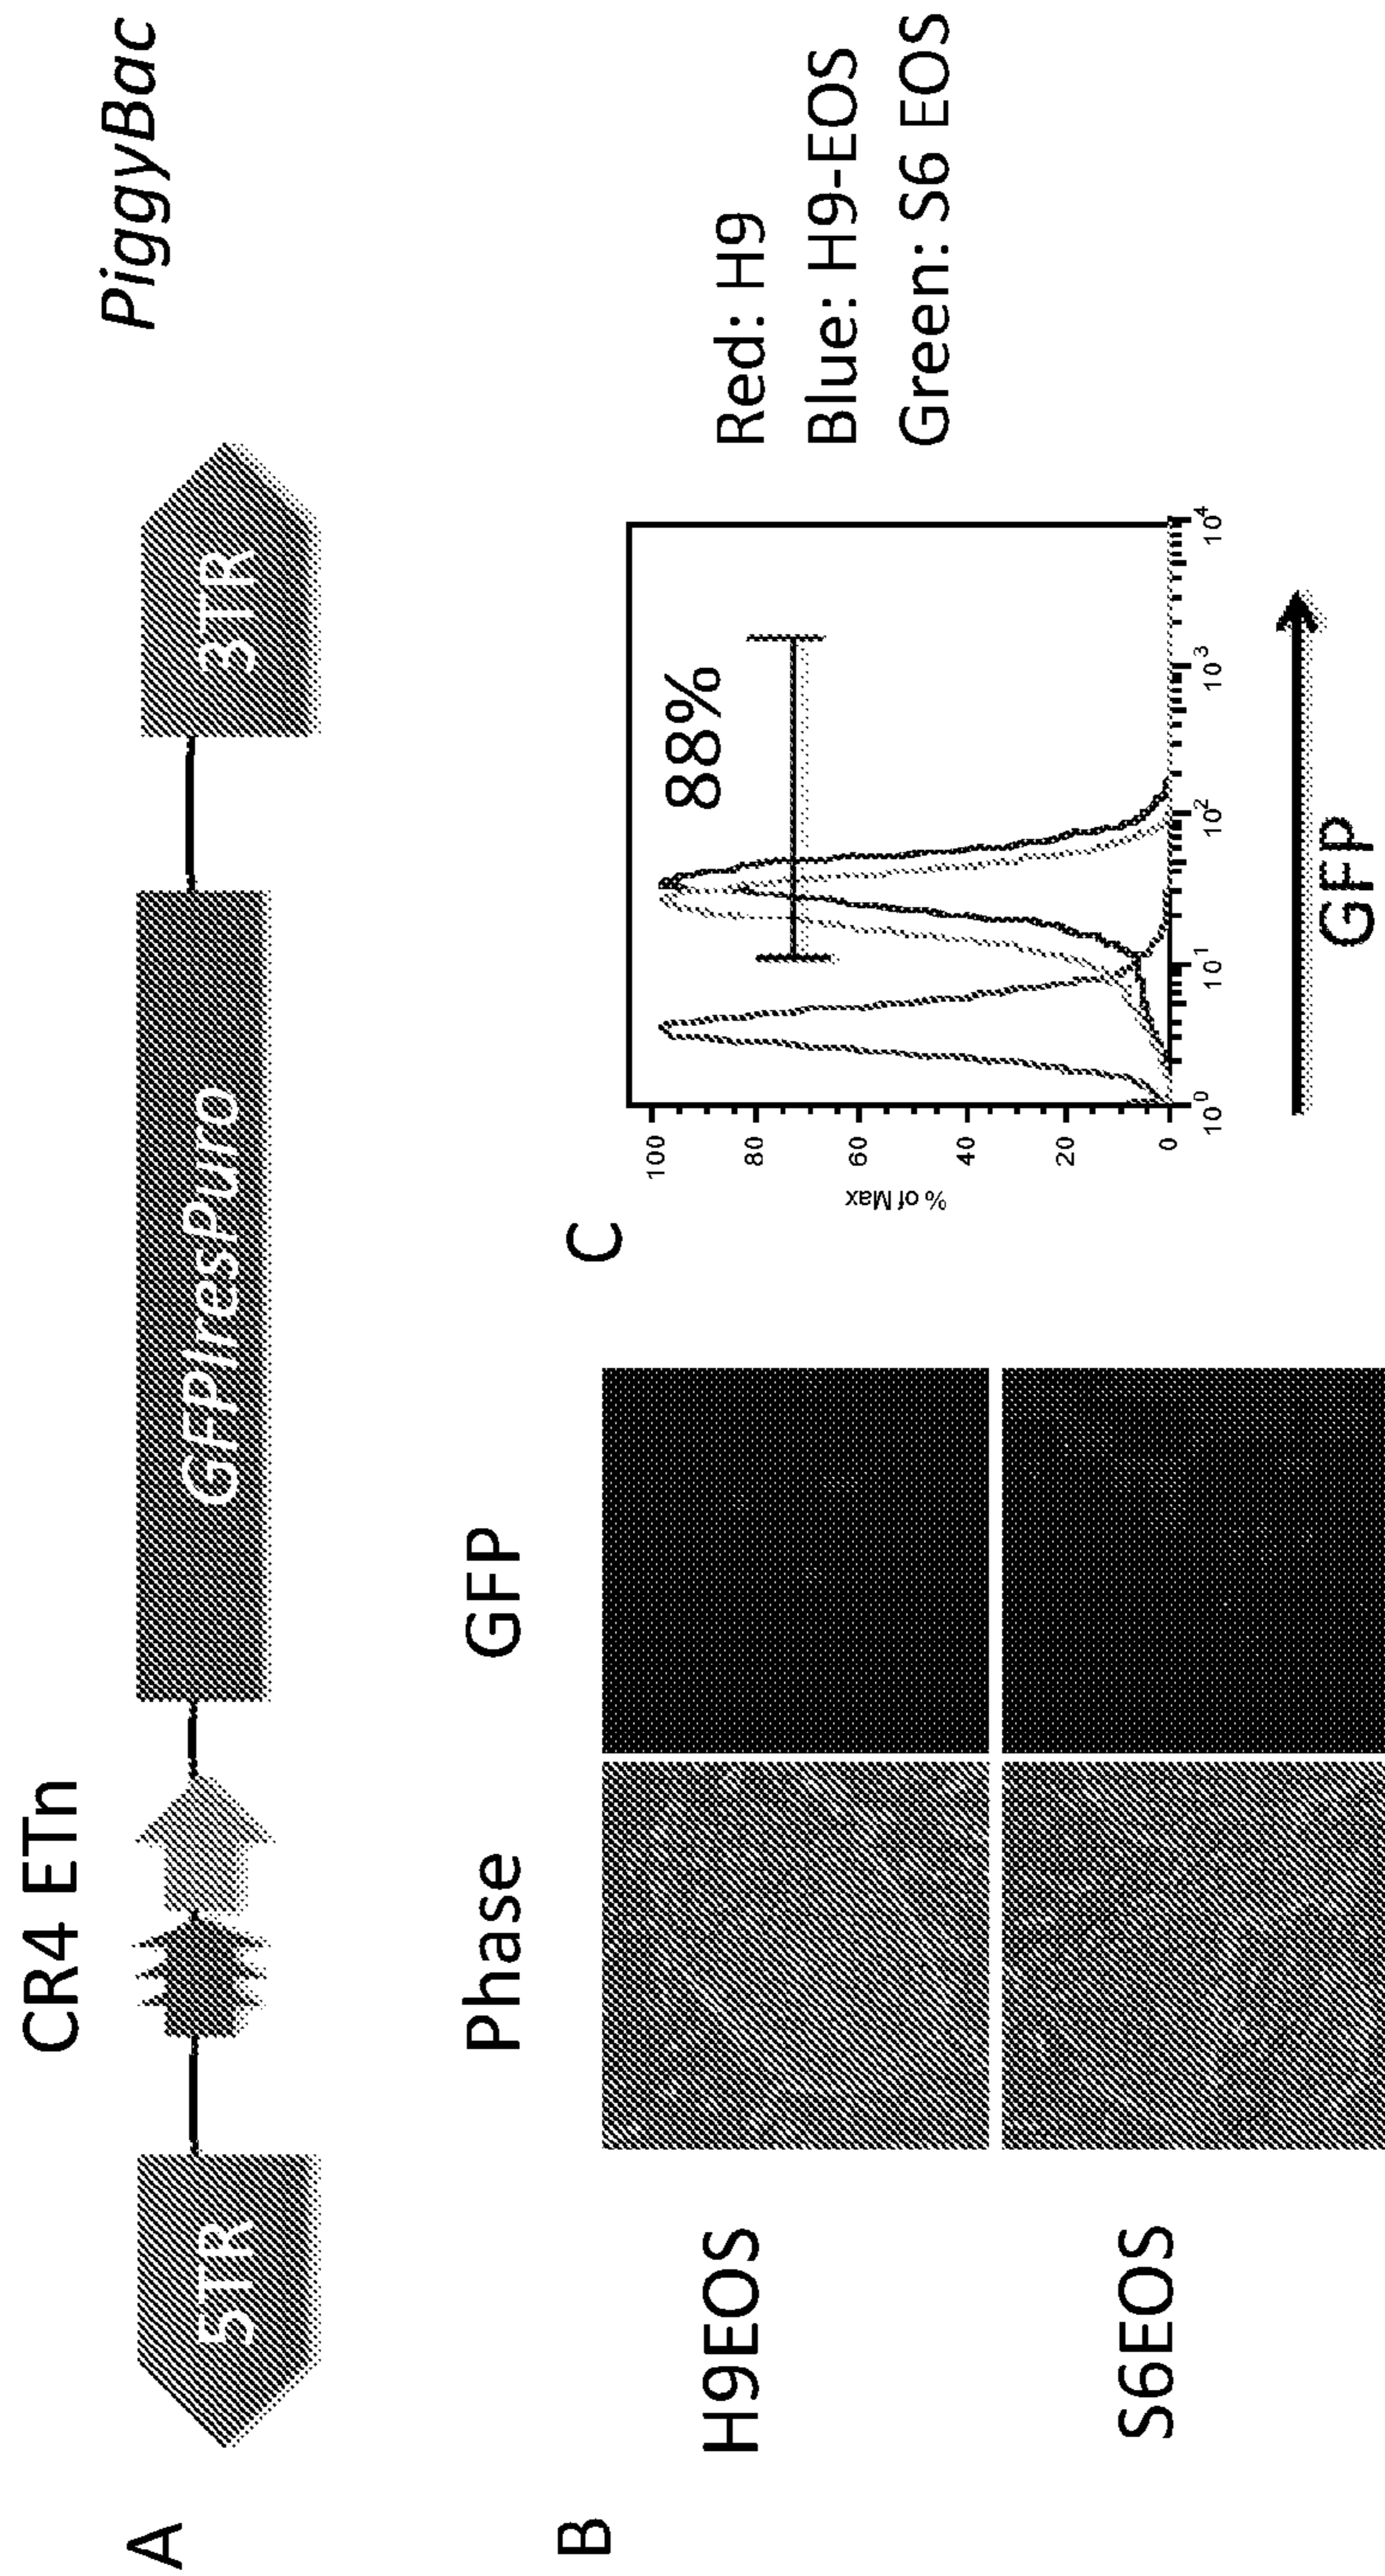 A
CR4 ETn
PiggyBac
5TR
GFPIresPuro
3TR
B
Phase
GFP
H9EOS
S6EOS
C
% of Max
100
80
60
40
20
0
88%
10⁰
10¹
10²
10³
10⁴
GFP
Red: H9
Blue: H9-EOS
Green: S6 EOS